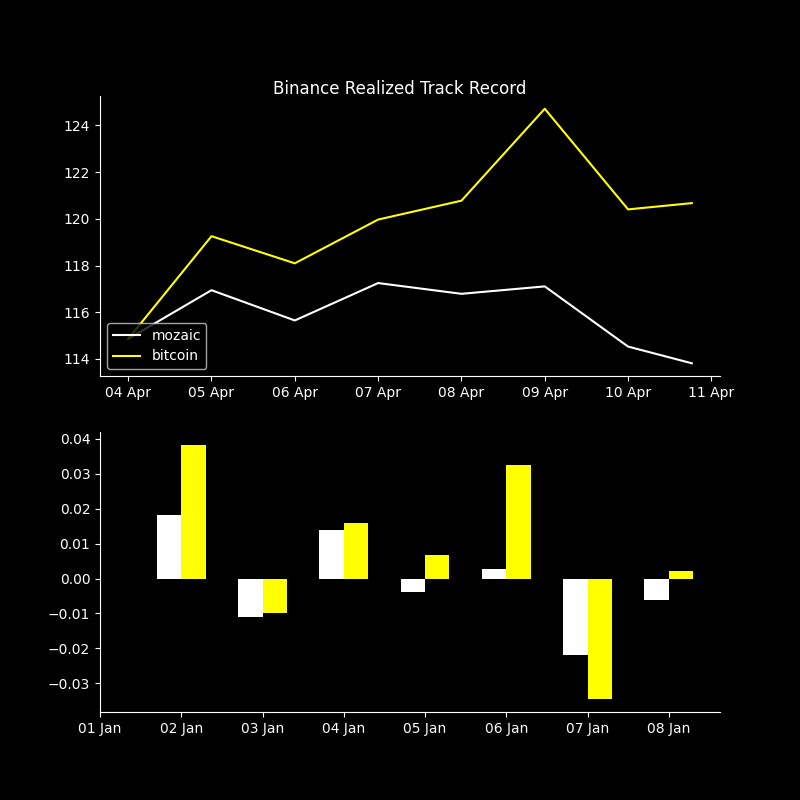 Binance Realized Track Record
124
122
120
118
116
114
mozaic
bitcoin
04 Apr 05 Apr 06 Apr 07 Apr 08 Apr 09 Apr 10 Apr 11 Apr
0.04
0.03
0.02
0.01
0.00
−0.01
−0.02
−0.03
01 Jan 02 Jan 03 Jan 04 Jan 05 Jan 06 Jan 07 Jan 08 Jan